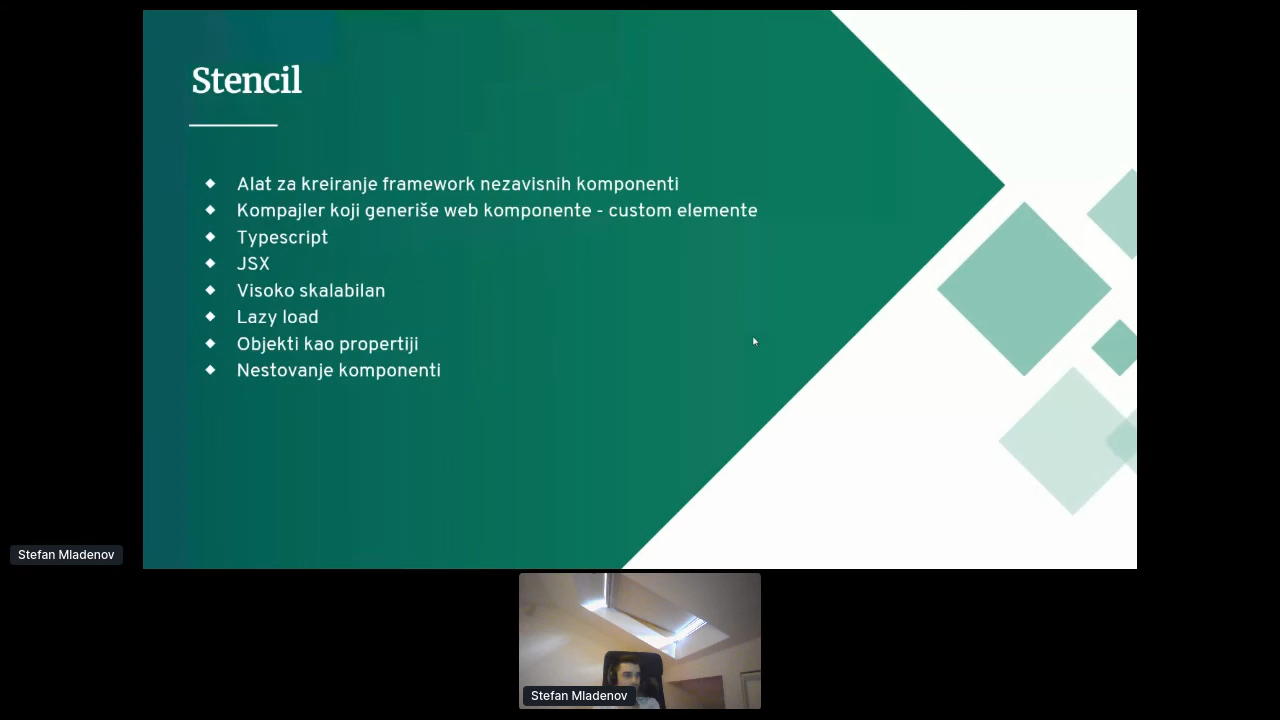 Stencil
Alat za kreiranje framework nezavisnih komponenti
Kompajler koji generiše web komponente - custom elemente
Typescript
JSX
Visoko skalabilan
Lazy load
Objekti kao propertiji
Nestovanje komponenti
Stefan Mladenov
Stefan Mladenov